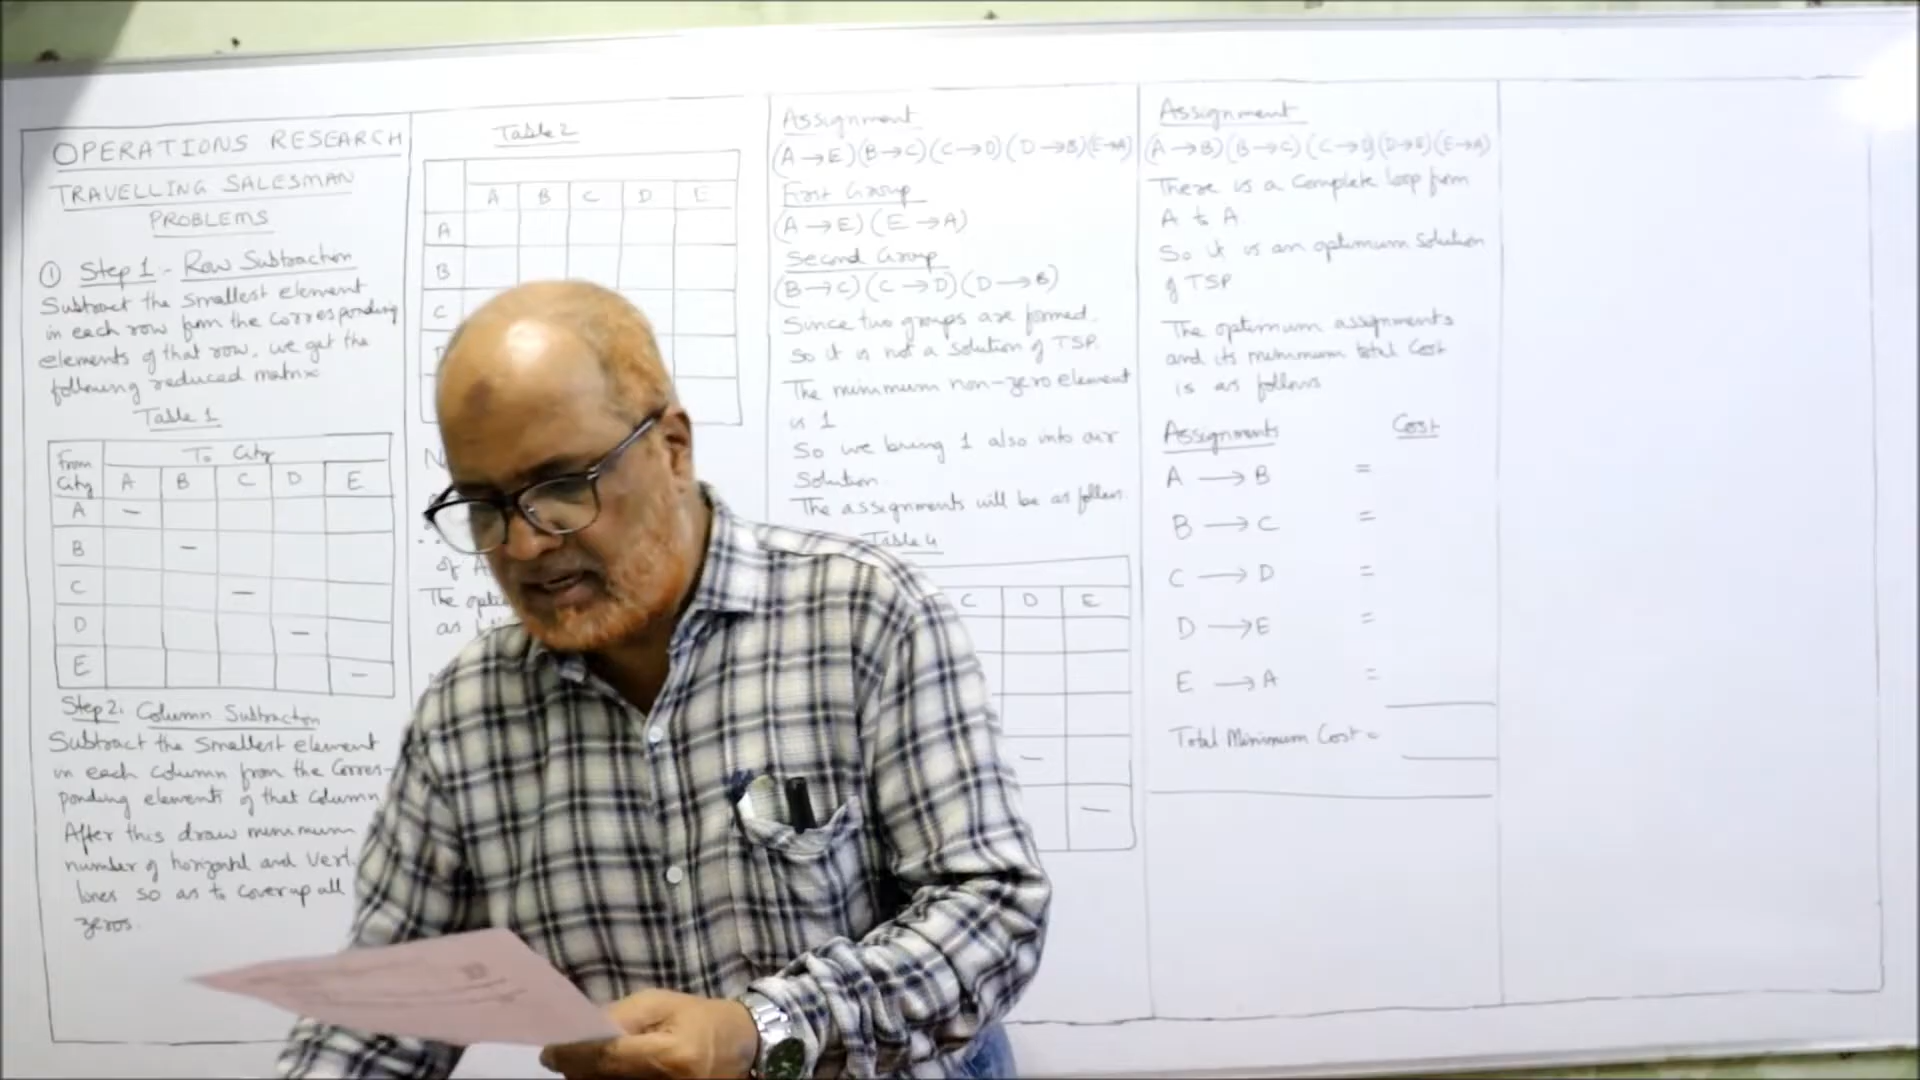 OPERATIONS RESEARCH
TRAVELLING SALESMAN
PROBLEMS
① Step 1:- Row Subtraction
Subtract the smallest element
in each row from the corresponding
elements of that row, we get the
following reduced matrix
Table 1
From City
To City
A B C D E
A –
B –
C –
D –
E –
Step 2: Column Subtraction
Subtract the smallest element
in each column from the corres-
ponding elements of that column
After this draw minimum
number of horizontal and vert
lines so as to cover up all
zeros.
Table 2
A B C D E
A
B
C
N
∴
of A
The opti
as
Assignment
(A→E)(B→C)(C→D)(D→B)(E→A)
First Group
(A→E)(E→A)
Second Group
(B→C)(C→D)(D→B)
Since two groups are formed.
So it is not a solution of TSP.
The minimum non-zero element
is 1
So we bring 1 also into our
Solution.
The assignments will be as follows.
Table 4
C D E
–
–
Assignment
(A→B)(B→C)(C→D)(D→E)(E→A)
There is a complete loop from
A to A
So it is an optimum solution
of TSP
The optimum assignments
and its minimum total cost
is as follows
Assignments Cost
A → B =
B → C =
C → D =
D → E =
E → A =
Total Minimum Cost =